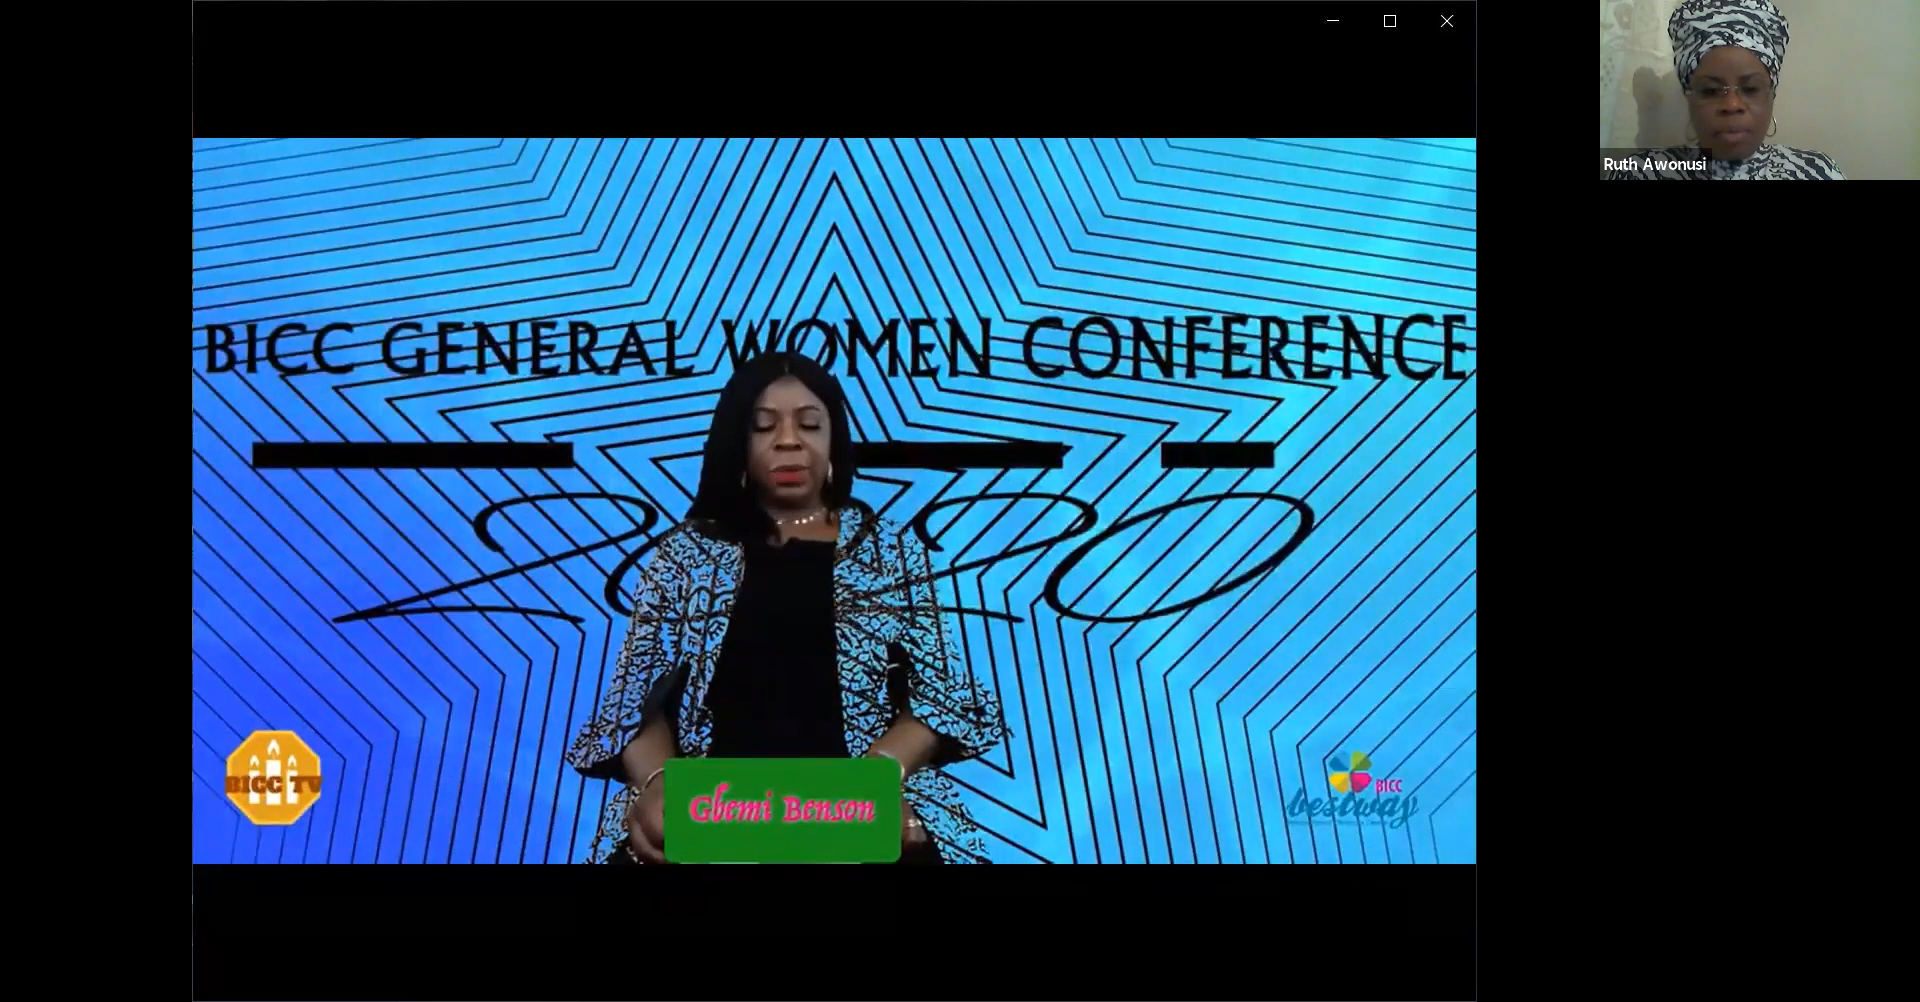 BICC GENERAL WOMEN CONFERENCE
2020
Gbemi Benson
BICC TV
BICC
bestway
Ruth Awonusi